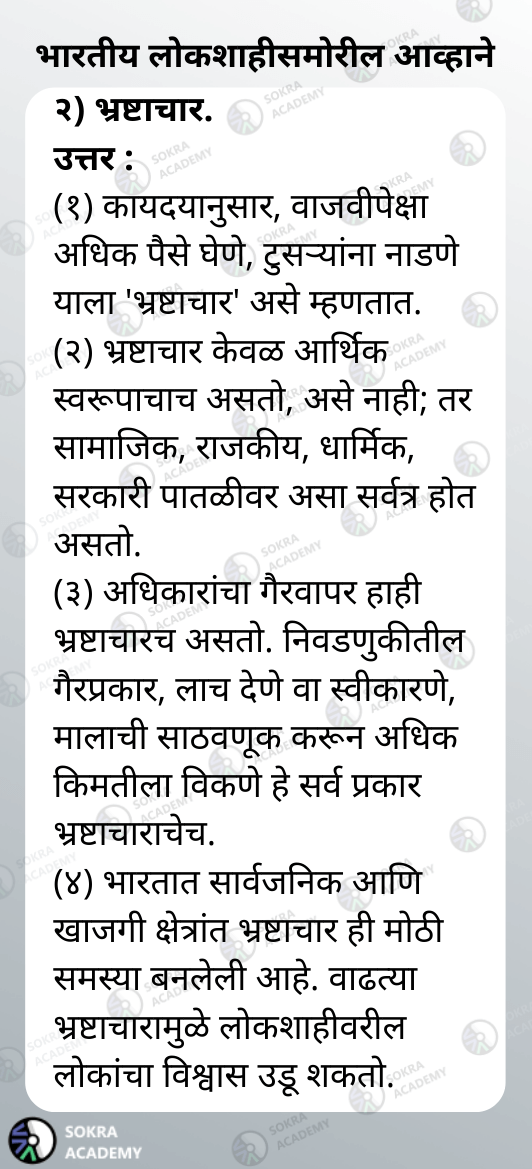 भारतीय लोकशाहीसमोरील आव्हाने
२) भ्रष्टाचार.
उत्तर :
(१) कायदयानुसार, वाजवीपेक्षा
अधिक पैसे घेणे, टुसऱ्यांना नाडणे
याला 'भ्रष्टाचार' असे म्हणतात.
(२) भ्रष्टाचार केवळ आर्थिक
स्वरूपाचाच असतो, असे नाही; तर
सामाजिक, राजकीय, धार्मिक,
सरकारी पातळीवर असा सर्वत्र होत
असतो.
(३) अधिकारांचा गैरवापर हाही
भ्रष्टाचारच असतो. निवडणुकीतील
गैरप्रकार, लाच देणे वा स्वीकारणे,
मालाची साठवणूक करून अधिक
किमतीला विकणे हे सर्व प्रकार
भ्रष्टाचाराचेच.
(४) भारतात सार्वजनिक आणि
खाजगी क्षेत्रांत भ्रष्टाचार ही मोठी
समस्या बनलेली आहे. वाढत्या
भ्रष्टाचारामुळे लोकशाहीवरील
लोकांचा विश्वास उडू शकतो.
SOKRA
ACADEMY